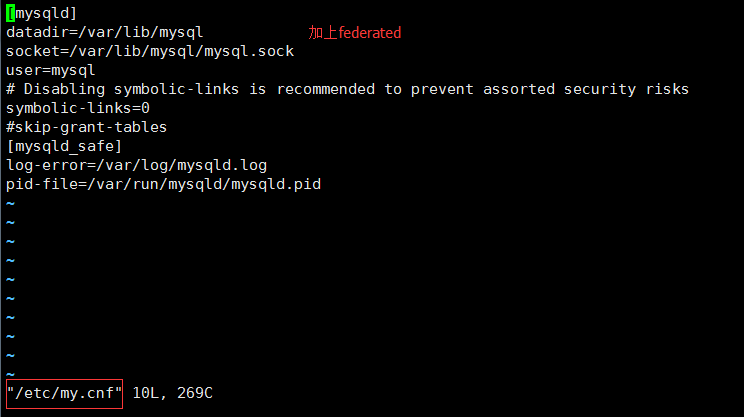 [mysqld]
datadir=/var/lib/mysql
加上federated
socket=/var/lib/mysql/mysql.sock
user=mysql
# Disabling symbolic-links is recommended to prevent assorted security risks
symbolic-links=0
#skip-grant-tables
[mysqld_safe]
log-error=/var/log/mysqld.log
pid-file=/var/run/mysqld/mysqld.pid
~
~
~
~
~
~
~
~
~
~
"/etc/my.cnf" 10L, 269C